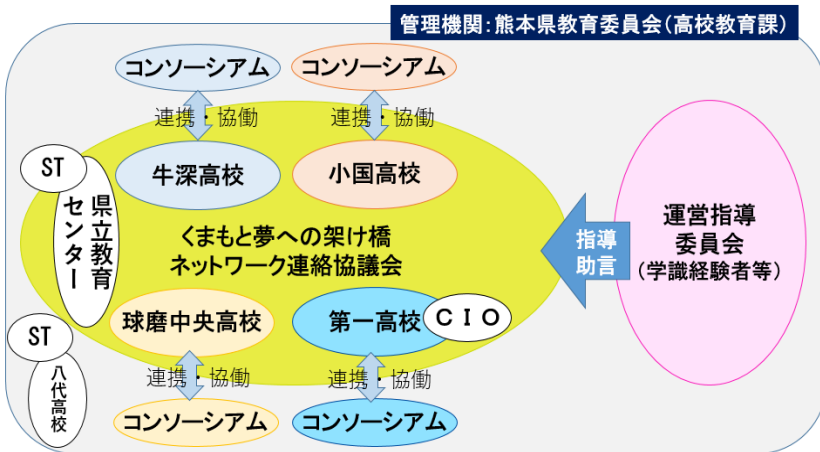 管理機関:熊本県教育委員会(高校教育課)
コンソーシアム
コンソーシアム
連携・協働
連携・協働
ST
牛深高校
小国高校
県立教育
センター
くまもと夢への架け橋
ネットワーク連絡協議会
指導
助言
運営指導
委員会
(学識経験者等)
球磨中央高校
第一高校
CIO
ST
八代高校
連携・協働
連携・協働
コンソーシアム
コンソーシアム